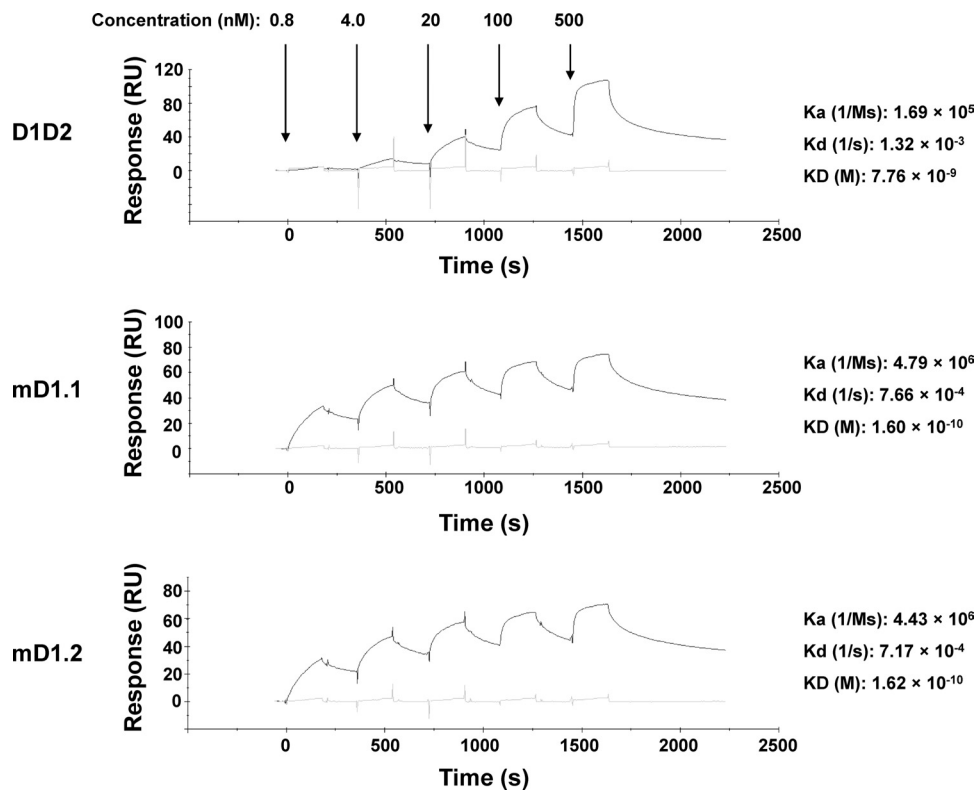 Concentration (nM): 0.8 4.0 20 100 500
D1D2
Response (RU)
120
80
40
0
0 500 1000 1500 2000 2500
Time (s)
Ka (1/Ms): 1.69 × 10⁵
Kd (1/s): 1.32 × 10⁻³
KD (M): 7.76 × 10⁻⁹
mD1.1
Response (RU)
100
80
60
40
20
0
0 500 1000 1500 2000 2500
Time (s)
Ka (1/Ms): 4.79 × 10⁶
Kd (1/s): 7.66 × 10⁻⁴
KD (M): 1.60 × 10⁻¹⁰
mD1.2
Response (RU)
80
60
40
20
0
0 500 1000 1500 2000 2500
Time (s)
Ka (1/Ms): 4.43 × 10⁶
Kd (1/s): 7.17 × 10⁻⁴
KD (M): 1.62 × 10⁻¹⁰